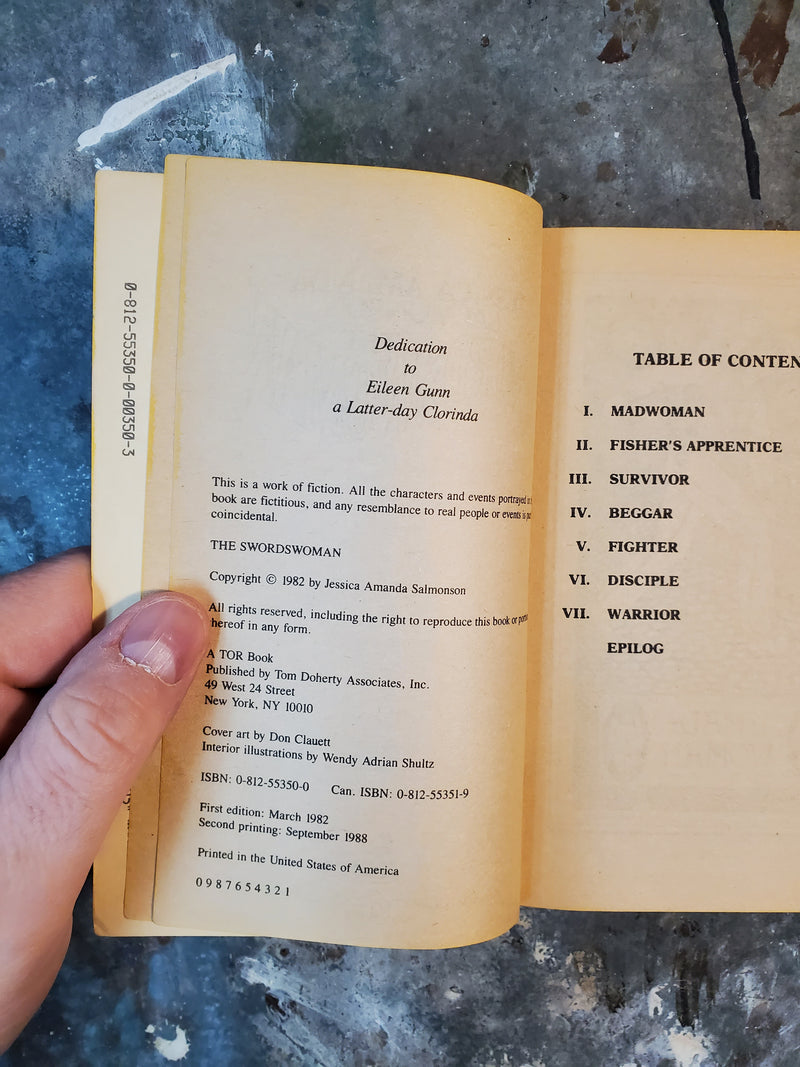 0-812-55350-0-00350-3
Dedication
to
Eileen Gunn
a Latter-day Clorinda
This is a work of fiction. All the characters and events portrayed
book are fictitious, and any resemblance to real people or events is
coincidental.
THE SWORDSWOMAN
Copyright © 1982 by Jessica Amanda Salmonson
All rights reserved, including the right to reproduce this book or
thereof in any form.
A TOR Book
Published by Tom Doherty Associates, Inc.
49 West 24 Street
New York, NY 10010
Cover art by Don Clauett
Interior illustrations by Wendy Adrian Shultz
ISBN: 0-812-55350-0 Can. ISBN: 0-812-55351-9
First edition: March 1982
Second printing: September 1988
Printed in the United States of America
0 9 8 7 6 5 4 3 2 1
TABLE OF CONTEN
I. MADWOMAN
II. FISHER'S APPRENTICE
III. SURVIVOR
IV. BEGGAR
V. FIGHTER
VI. DISCIPLE
VII. WARRIOR
EPILOG